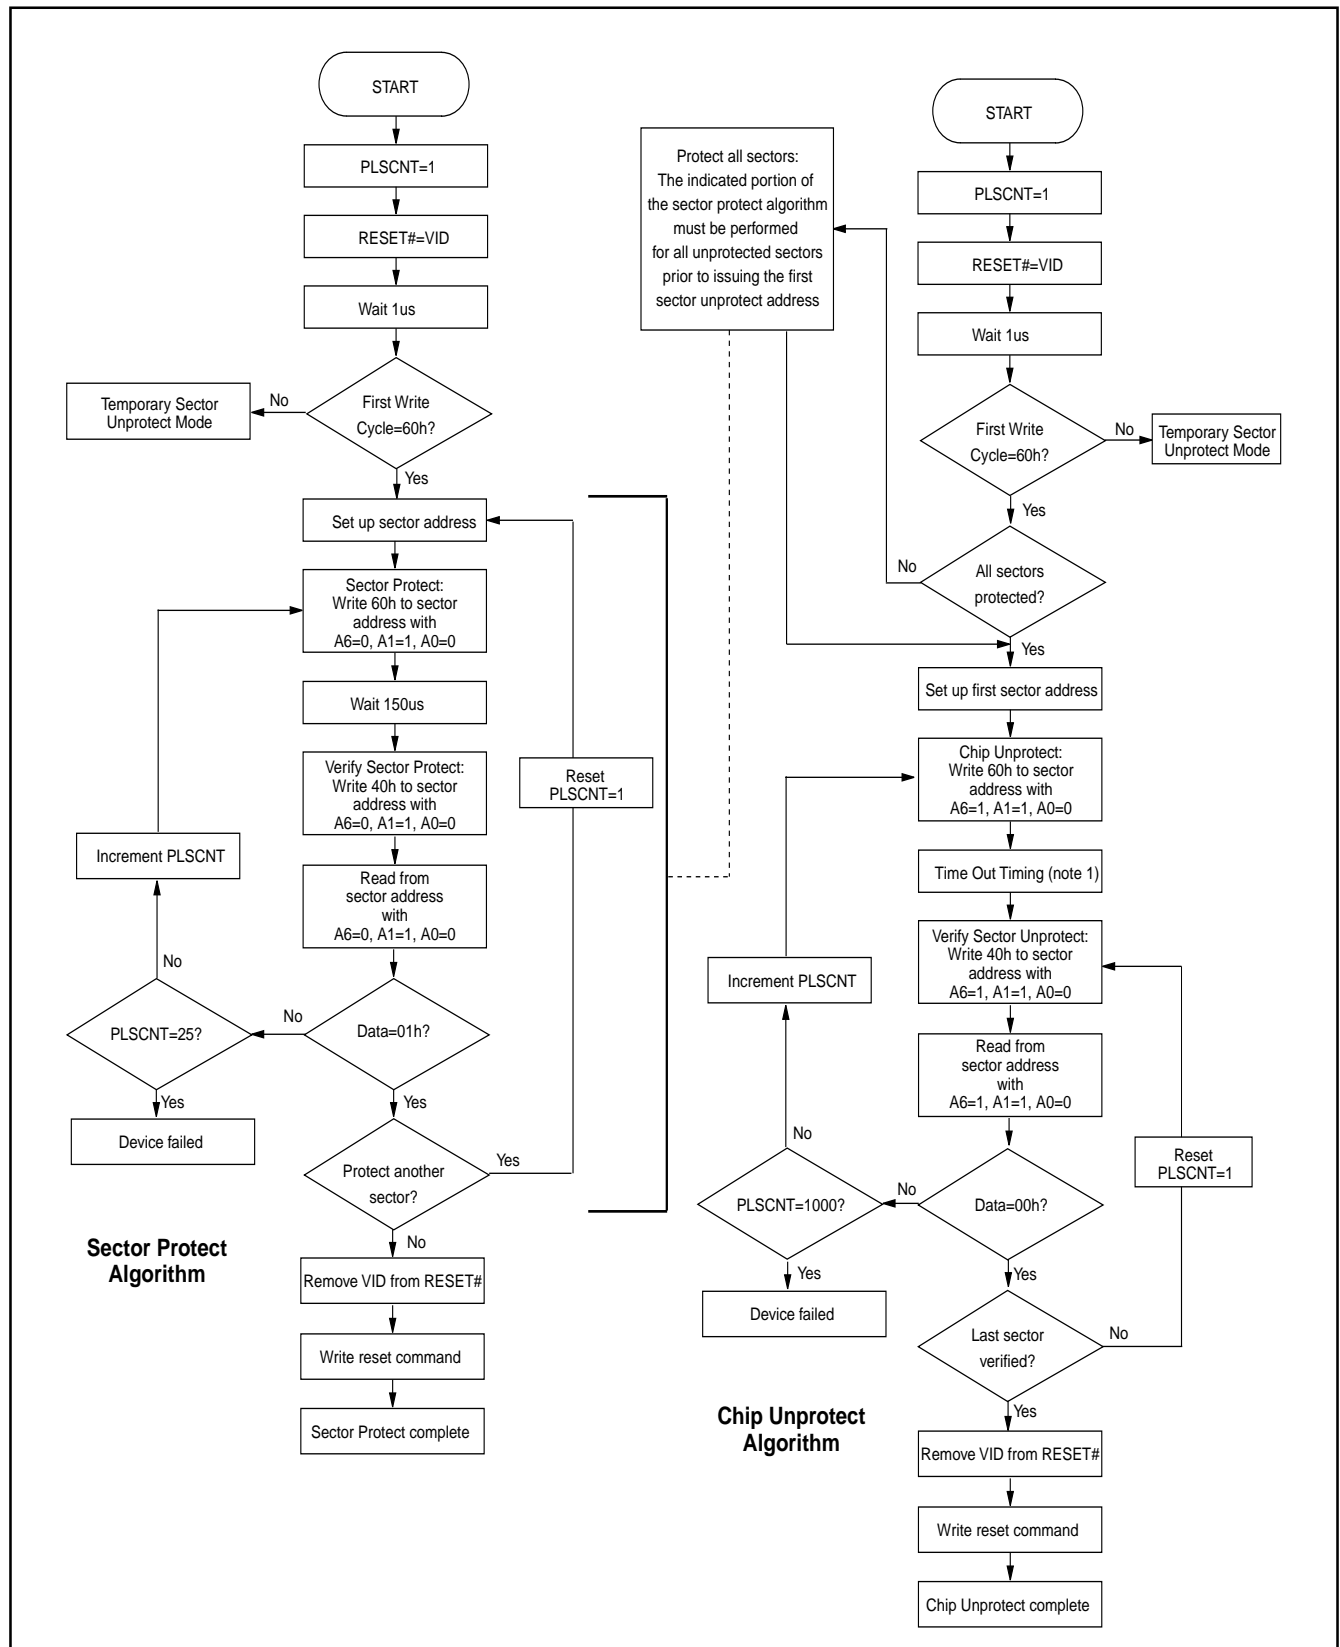 START
PLSCNT=1
RESET#=VID
Wait 1us
First Write
Cycle=60h?
No
Temporary Sector
Unprotect Mode
Yes
Set up sector address
Sector Protect:
Write 60h to sector
address with
A6=0, A1=1, A0=0
Wait 150us
Verify Sector Protect:
Write 40h to sector
address with
A6=0, A1=1, A0=0
Reset
PLSCNT=1
Increment PLSCNT
Read from
sector address
with
A6=0, A1=1, A0=0
No
PLSCNT=25?
No
Data=01h?
Yes
Device failed
Yes
Protect another
sector?
Yes
No
Sector Protect
Algorithm
Remove VID from RESET#
Write reset command
Sector Protect complete
Protect all sectors:
The indicated portion of
the sector protect algorithm
must be performed
for all unprotected sectors
prior to issuing the first
sector unprotect address
START
PLSCNT=1
RESET#=VID
Wait 1us
First Write
Cycle=60h?
No
Temporary Sector
Unprotect Mode
Yes
No
All sectors
protected?
Yes
Set up first sector address
Chip Unprotect:
Write 60h to sector
address with
A6=1, A1=1, A0=0
Time Out Timing (note 1)
Verify Sector Unprotect:
Write 40h to sector
address with
A6=1, A1=1, A0=0
Increment PLSCNT
Read from
sector address
with
A6=1, A1=1, A0=0
No
Reset
PLSCNT=1
PLSCNT=1000?
No
Data=00h?
Yes
Device failed
Yes
Last sector
verified?
No
Yes
Chip Unprotect
Algorithm
Remove VID from RESET#
Write reset command
Chip Unprotect complete